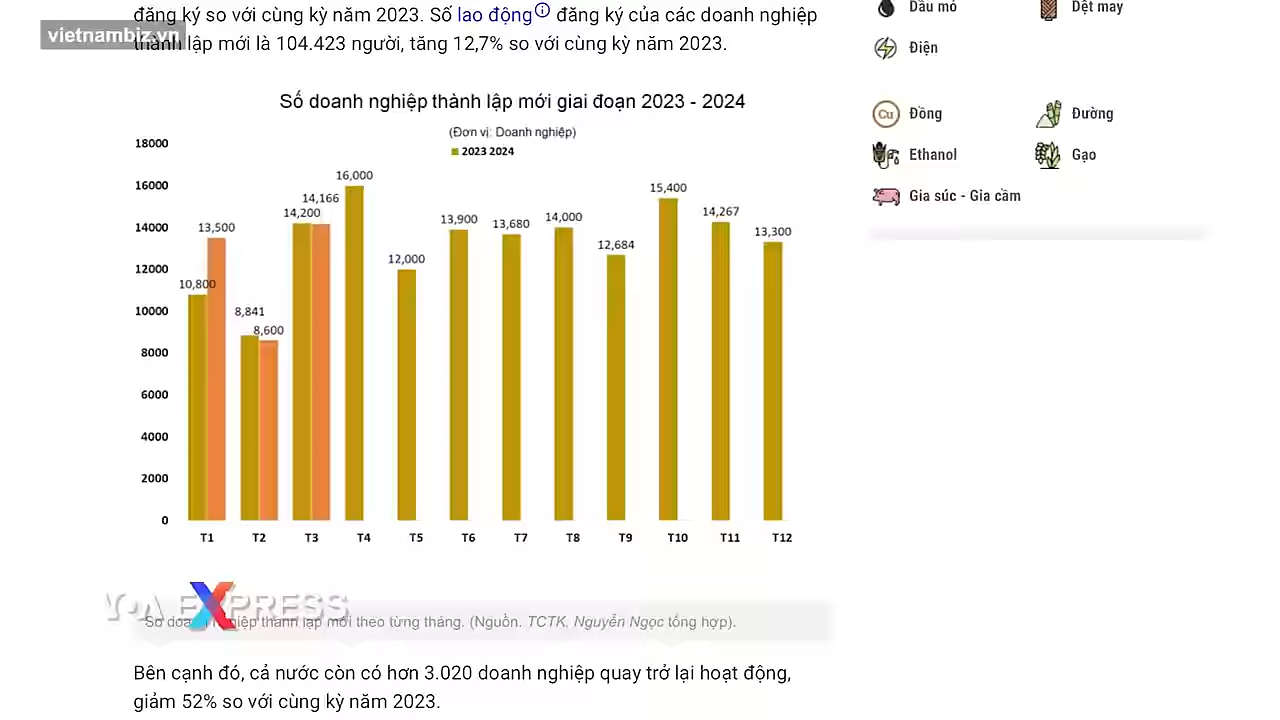 đăng ký so với cùng kỳ năm 2023. Số lao động đăng ký của các doanh nghiệp
vietnambiz.vn
thành lập mới là 104.423 người, tăng 12,7% so với cùng kỳ năm 2023.
Số doanh nghiệp thành lập mới giai đoạn 2023 - 2024
(Đơn vị: Doanh nghiệp)
2023 2024
18000
16000
14000
12000
10000
8000
6000
4000
2000
0
10,800
13,500
8,841
8,600
14,200
14,166
16,000
12,000
13,900
13,680
14,000
12,684
15,400
14,267
13,300
T1 T2 T3 T4 T5 T6 T7 T8 T9 T10 T11 T12
VOA EXPRESS
Số doanh nghiệp thành lập mới theo từng tháng. (Nguồn. TCTK, Nguyễn Ngọc tổng hợp).
Bên cạnh đó, cả nước còn có hơn 3.020 doanh nghiệp quay trở lại hoạt động,
giảm 52% so với cùng kỳ năm 2023.
Dầu mỏ
Dệt may
Điện
Cu
Đồng
Đường
Ethanol
Gạo
Gia súc - Gia cầm